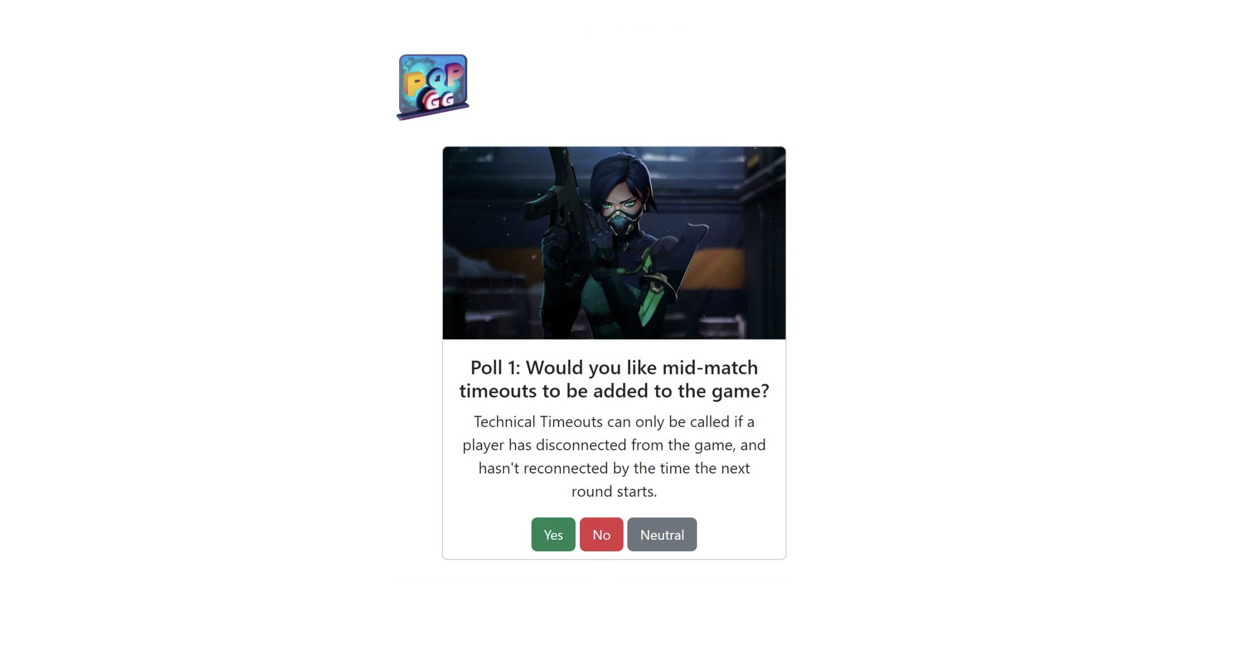 POP
GG
Poll 1: Would you like mid-match
timeouts to be added to the game?
Technical Timeouts can only be called if a
player has disconnected from the game, and
hasn't reconnected by the time the next
round starts.
Yes No Neutral